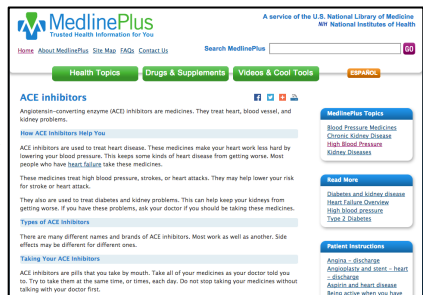 MedlinePlus
Trusted Health Information for You
A service of the U.S. National Library of Medicine
NIH National Institutes of Health
Home About MedlinePlus Site Map FAQs Contact Us
Search MedlinePlus GO
Health Topics Drugs & Supplements Videos & Cool Tools ESPAÑOL
ACE inhibitors
Angiotensin-converting enzyme (ACE) inhibitors are medicines. They treat heart, blood vessel, and
kidney problems.
How ACE Inhibitors Help You
ACE inhibitors are used to treat heart disease. These medicines make your heart work less hard by
lowering your blood pressure. This keeps some kinds of heart disease from getting worse. Most
people who have heart failure take these medicines.
These medicines treat high blood pressure, strokes, or heart attacks. They may help lower your risk
for stroke or heart attack.
They also are used to treat diabetes and kidney problems. This can help keep your kidneys from
getting worse. If you have these problems, ask your doctor if you should be taking these medicines.
Types of ACE Inhibitors
There are many different names and brands of ACE inhibitors. Most work as well as another. Side
effects may be different for different ones.
Taking Your ACE Inhibitors
ACE inhibitors are pills that you take by mouth. Take all of your medicines as your doctor told you
to. Try to take them at the same time, or times, each day. Do not stop taking your medicines without
talking with your doctor first.
MedlinePlus Topics
Blood Pressure Medicines
Chronic Kidney Disease
High Blood Pressure
Kidney Diseases
Read More
Diabetes and kidney disease
Heart Failure Overview
High blood pressure
Type 2 Diabetes
Patient Instructions
Angina - discharge
Angioplasty and stent - heart
- discharge
Aspirin and heart disease
Being active when you have